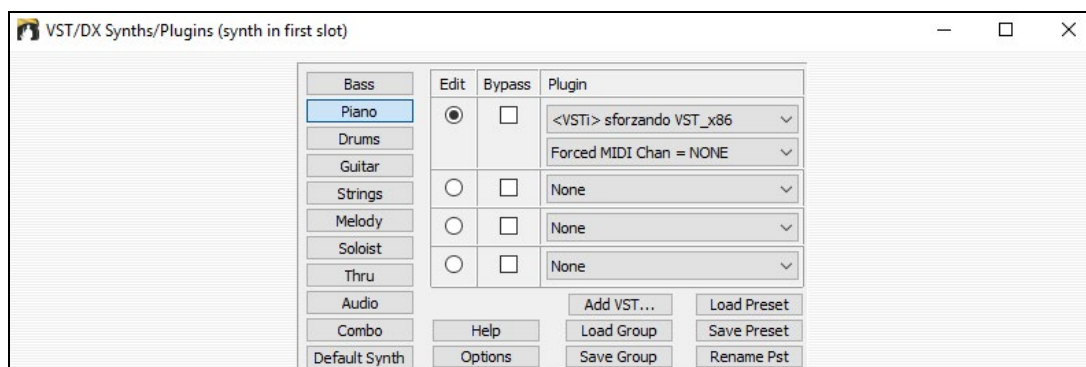 VST/DX Synths/Plugins (synth in first slot)
Bass
Piano
Drums
Guitar
Strings
Melody
Soloist
Thru
Audio
Combo
Default Synth
Edit Bypass Plugin
<VSTi> sforzando VST_x86
Forced MIDI Chan = NONE
None
None
None
Add VST... Load Preset
Help Load Group Save Preset
Options Save Group Rename Pst